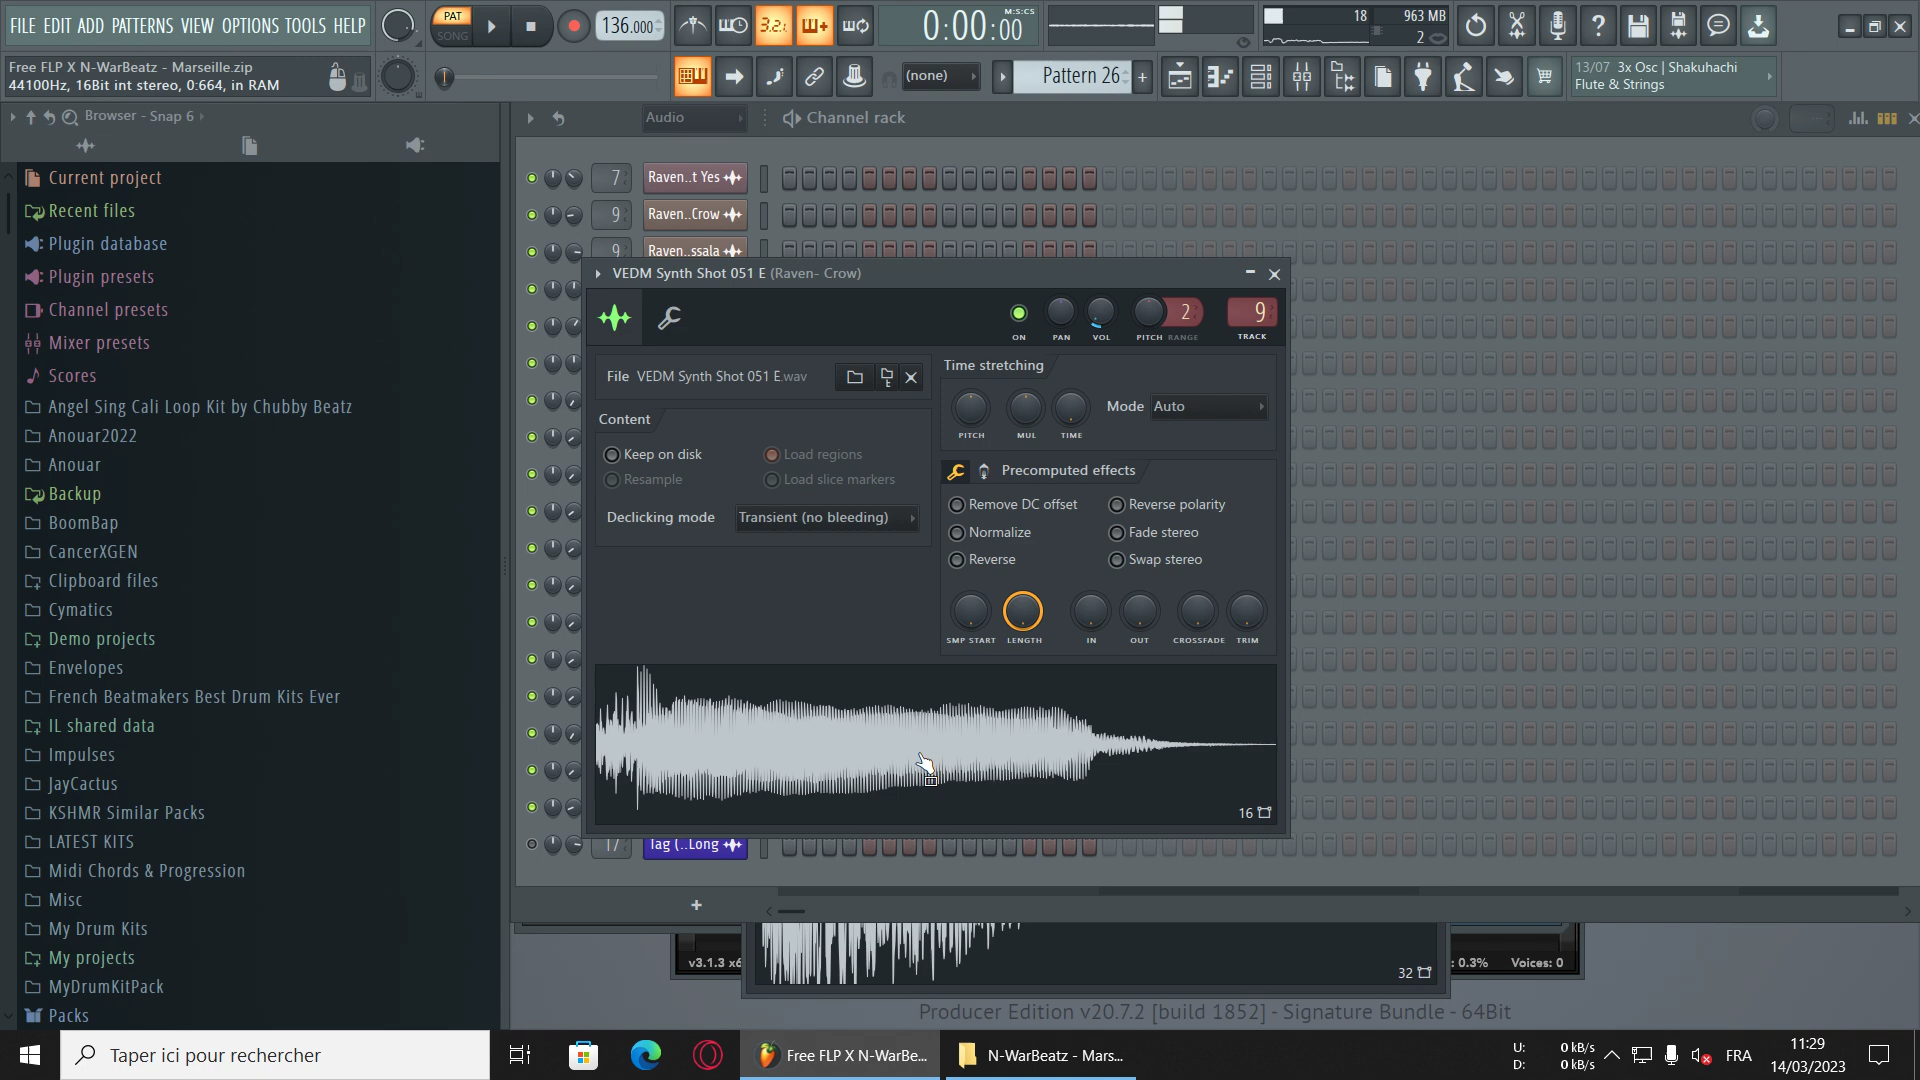 FILE EDIT ADD PATTERNS VIEW OPTIONS TOOLS HELP
PAT
SONG
136.000
3.2.
0:00:00
M:S:CS
18
963 MB
2
Free FLP X N-WarBeatz - Marseille.zip
44100Hz, 16Bit int stereo, 0:664, in RAM
(none)
Pattern 26
+
13/07 3x Osc | Shakuhachi
Flute & Strings
Browser - Snap 6
Audio
Channel rack
Current project
Recent files
Plugin database
Plugin presets
Channel presets
Mixer presets
Scores
Angel Sing Cali Loop Kit by Chubby Beatz
Anouar2022
Anouar
Backup
BoomBap
CancerXGEN
Clipboard files
Cymatics
Demo projects
Envelopes
French Beatmakers Best Drum Kits Ever
IL shared data
Impulses
JayCactus
KSHMR Similar Packs
LATEST KITS
Midi Chords & Progression
Misc
My Drum Kits
My projects
MyDrumKitPack
Packs
7 Raven..t Yes
9 Raven..Crow
9 Raven..ssala
VEDM Synth Shot 051 E (Raven- Crow)
2
9
ON PAN VOL PITCH RANGE TRACK
File VEDM Synth Shot 051 E.wav
Content
Keep on disk
Load regions
Resample
Load slice markers
Declicking mode Transient (no bleeding)
Time stretching
Mode Auto
PITCH MUL TIME
Precomputed effects
Remove DC offset
Reverse polarity
Normalize
Fade stereo
Reverse
Swap stereo
SMP START LENGTH IN OUT CROSSFADE TRIM
16
17 Tag (..Long
+
v3.1.3 x6
: 0.3% Voices: 0
32
Producer Edition v20.7.2 [build 1852] - Signature Bundle - 64Bit
Taper ici pour rechercher
Free FLP X N-WarBe...
N-WarBeatz - Mars...
U: 0 kB/s
D: 0 kB/s
FRA
11:29
14/03/2023